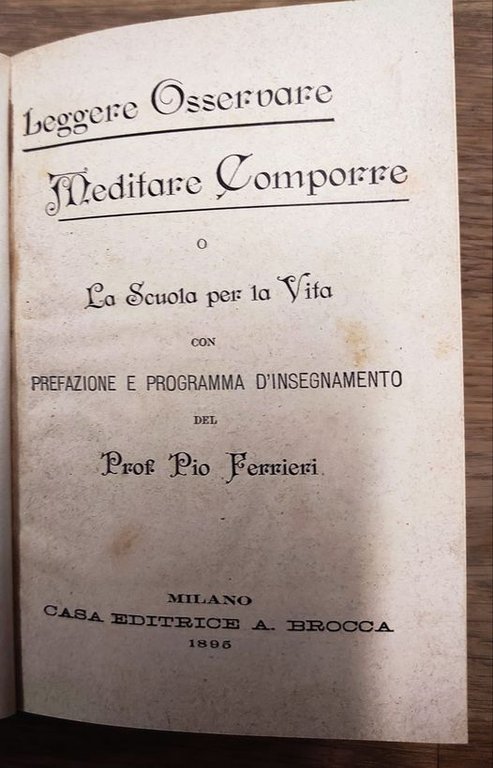 Leggere Osservare
Meditare Comporre
O
La Scuola per la Vita
CON
PREFAZIONE E PROGRAMMA D'INSEGNAMENTO
DEL
Prof. Pio Ferrieri
MILANO
CASA EDITRICE A. BROCCA
1895